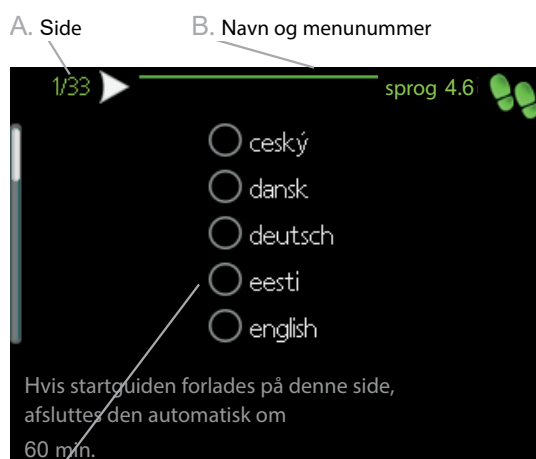 A. Side
B. Navn og menunummer
1/33
sprog 4.6
ceský
dansk
deutsch
eesti
english
Hvis startguiden forlades på denne side,
afsluttes den automatisk om
60 min.